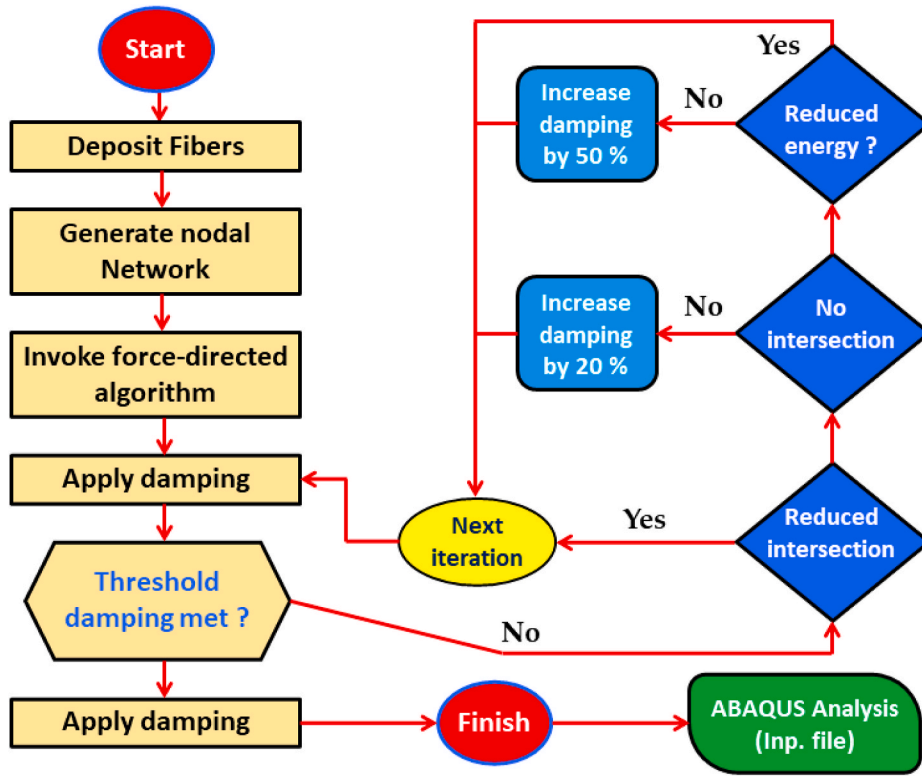 Start
Deposit Fibers
Generate nodal
Network
Invoke force-directed
algorithm
Apply damping
Threshold
damping met ?
Apply damping
Finish
ABAQUS Analysis
(Inp. file)
No
Reduced
intersection
Yes
Next
iteration
No
intersection
No
Increase
damping
by 20 %
Reduced
energy ?
No
Increase
damping
by 50 %
Yes